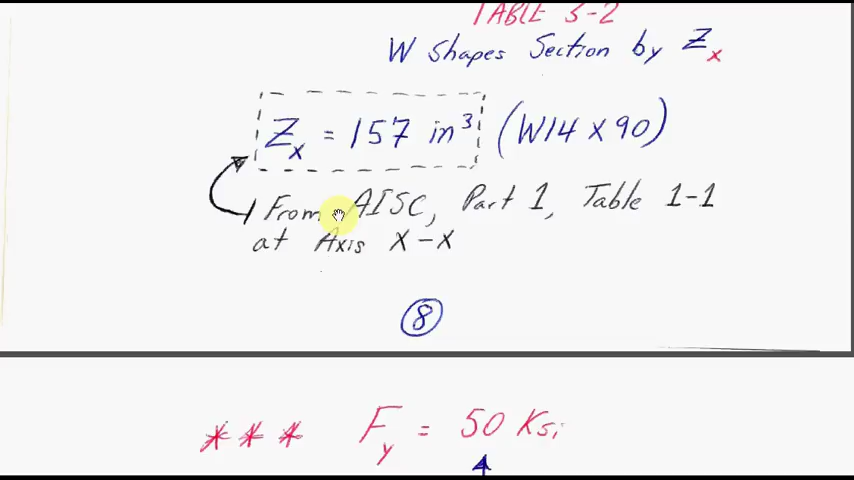 TABLE 3-2
W Shapes Section by Zx
Zx = 157 in³ (W14 x 90)
From AISC, Part 1, Table 1-1
at Axis X-X
8
*** Fy = 50 Ksi